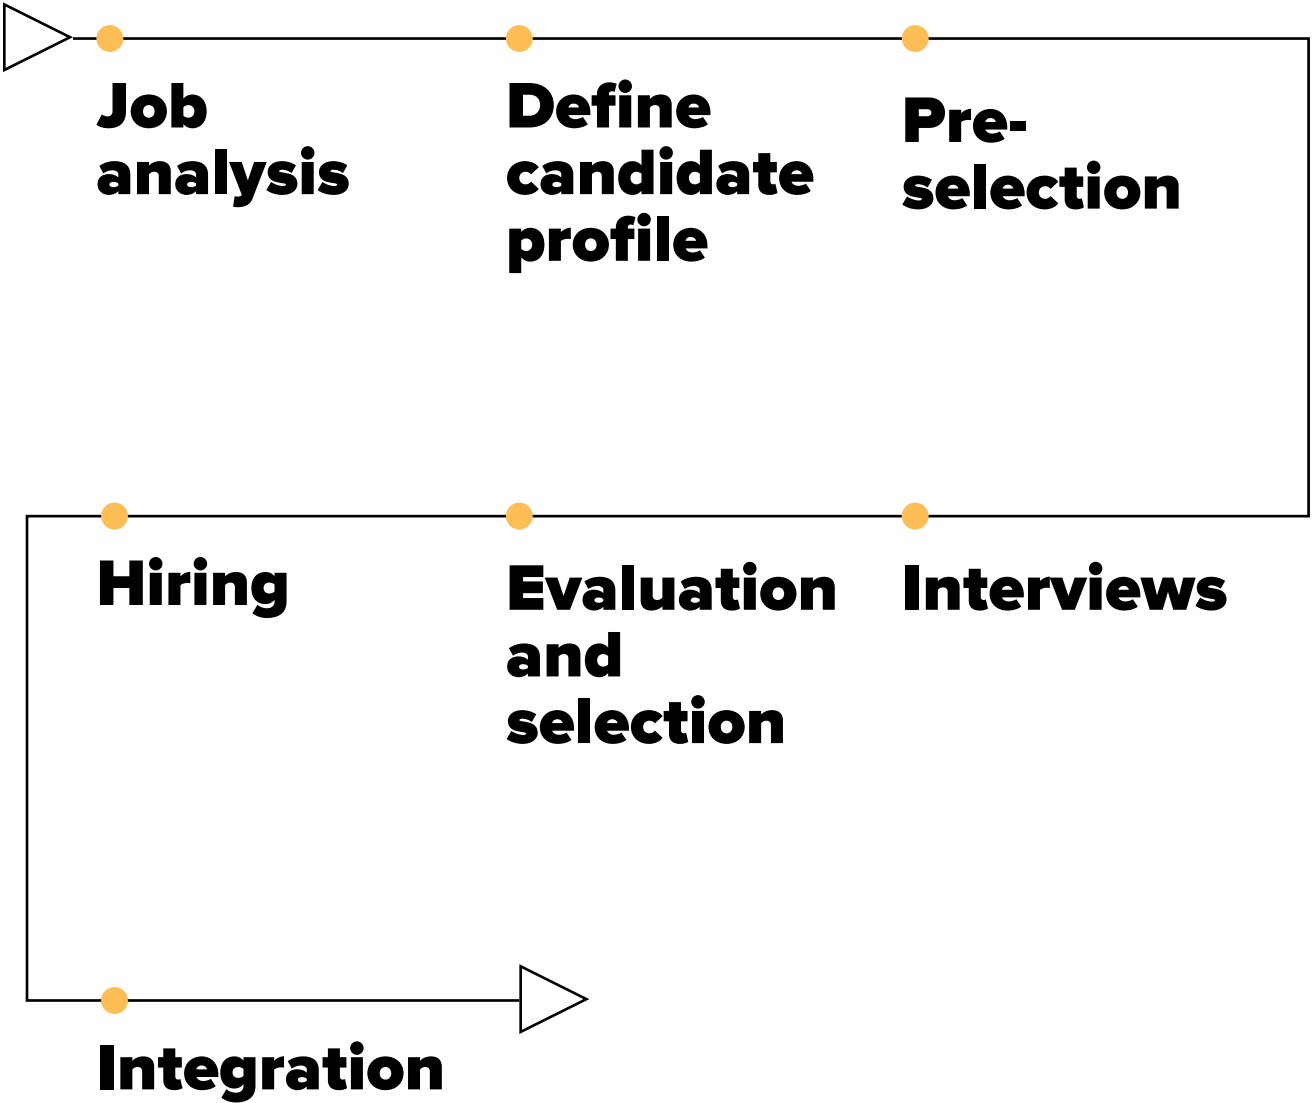 Job
analysis
Define
candidate
profile
Pre-
selection
Interviews
Evaluation
and
selection
Hiring
Integration